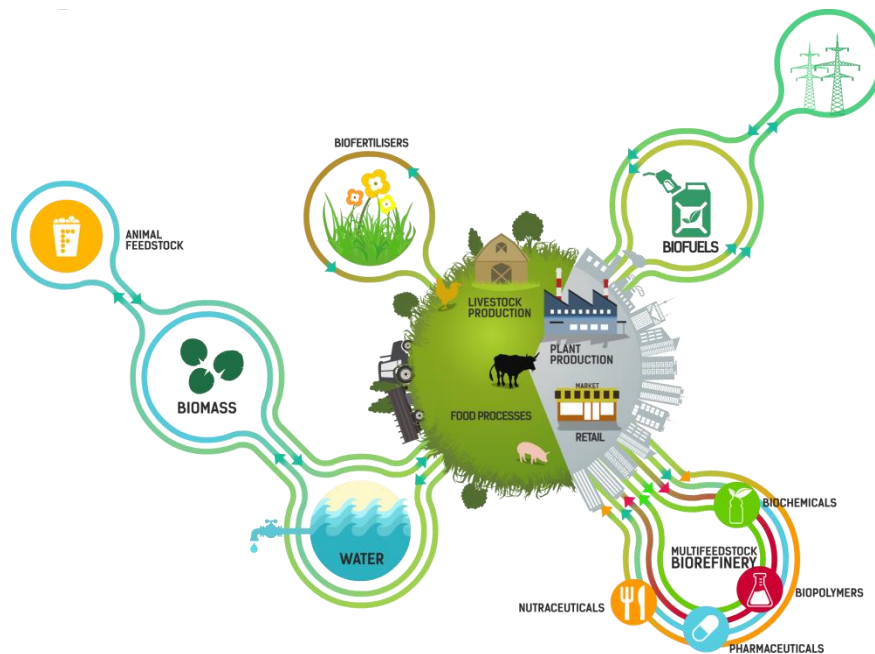 BIOFERTILISERS
BIOFUELS
ANIMAL
FEEDSTOCK
LIVESTOCK
PRODUCTION
PLANT
PRODUCTION
BIOMASS
MARKET
FOOD PROCESSES
RETAIL
WATER
BIOCHEMICALS
MULTIFEEDSTOCK
BIOREFINERY
BIOPOLYMERS
NUTRACEUTICALS
PHARMACEUTICALS